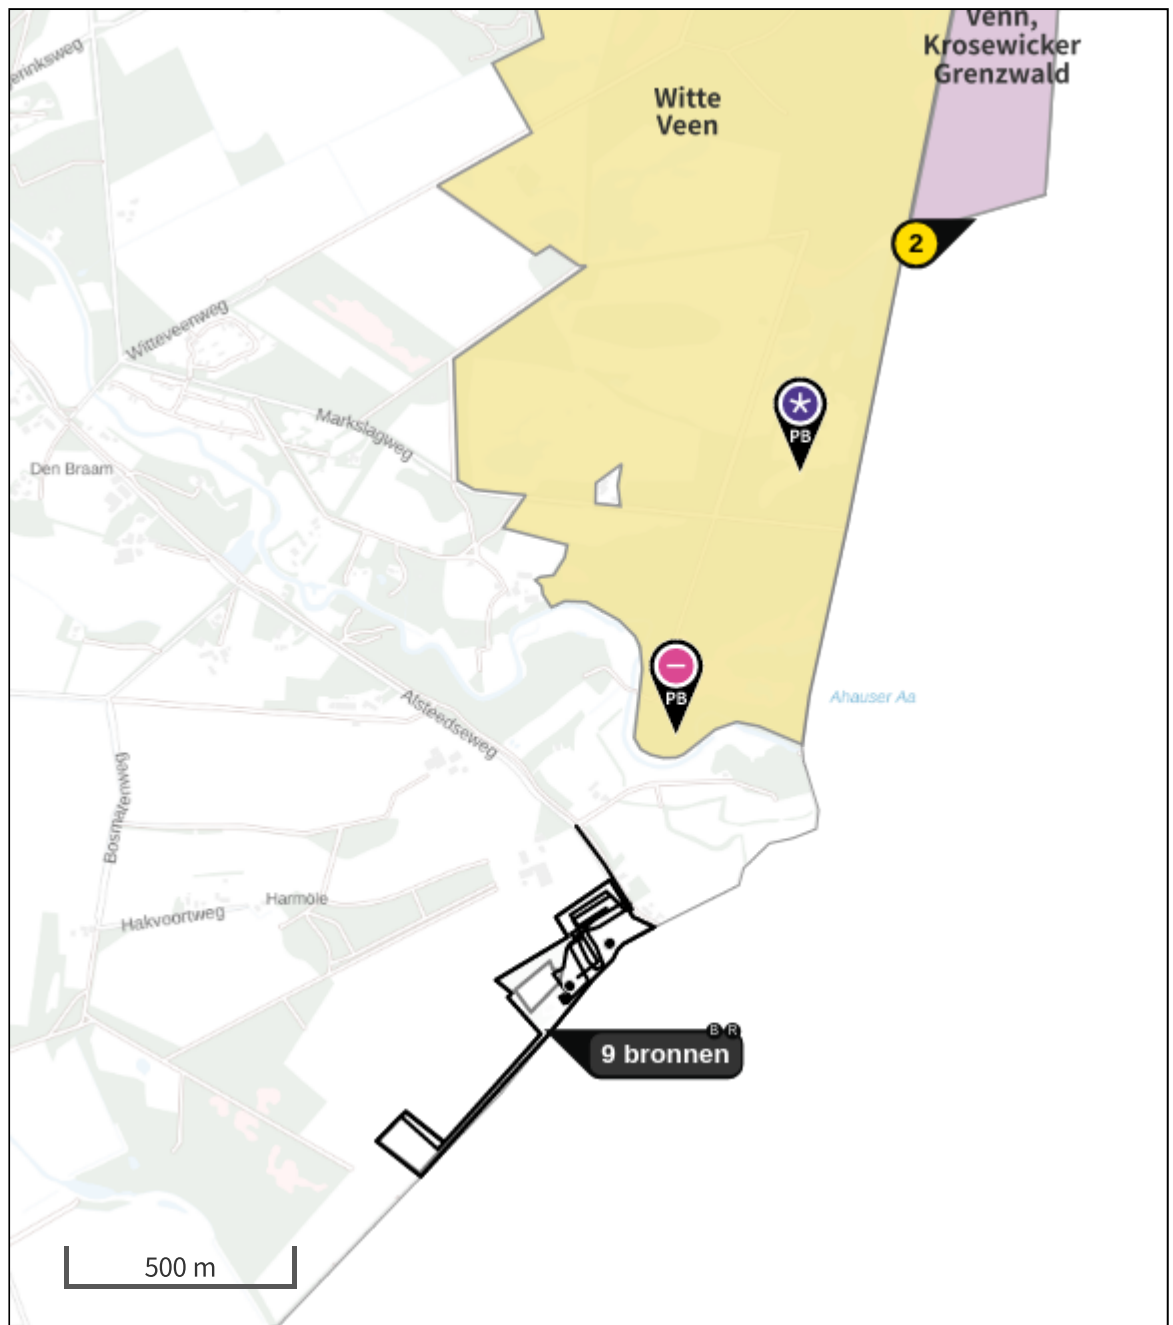 Venn,
Krosewicker
Grenzwald
erinksweg
Witte
Veen
2
Witteveenweg
PB
Markslagweg
Den Braam
PB
Ahauser Aa
Alsteedseweg
Bosmatenweg
Harmöle
Hakvoortweg
B R
9 bronnen
500 m